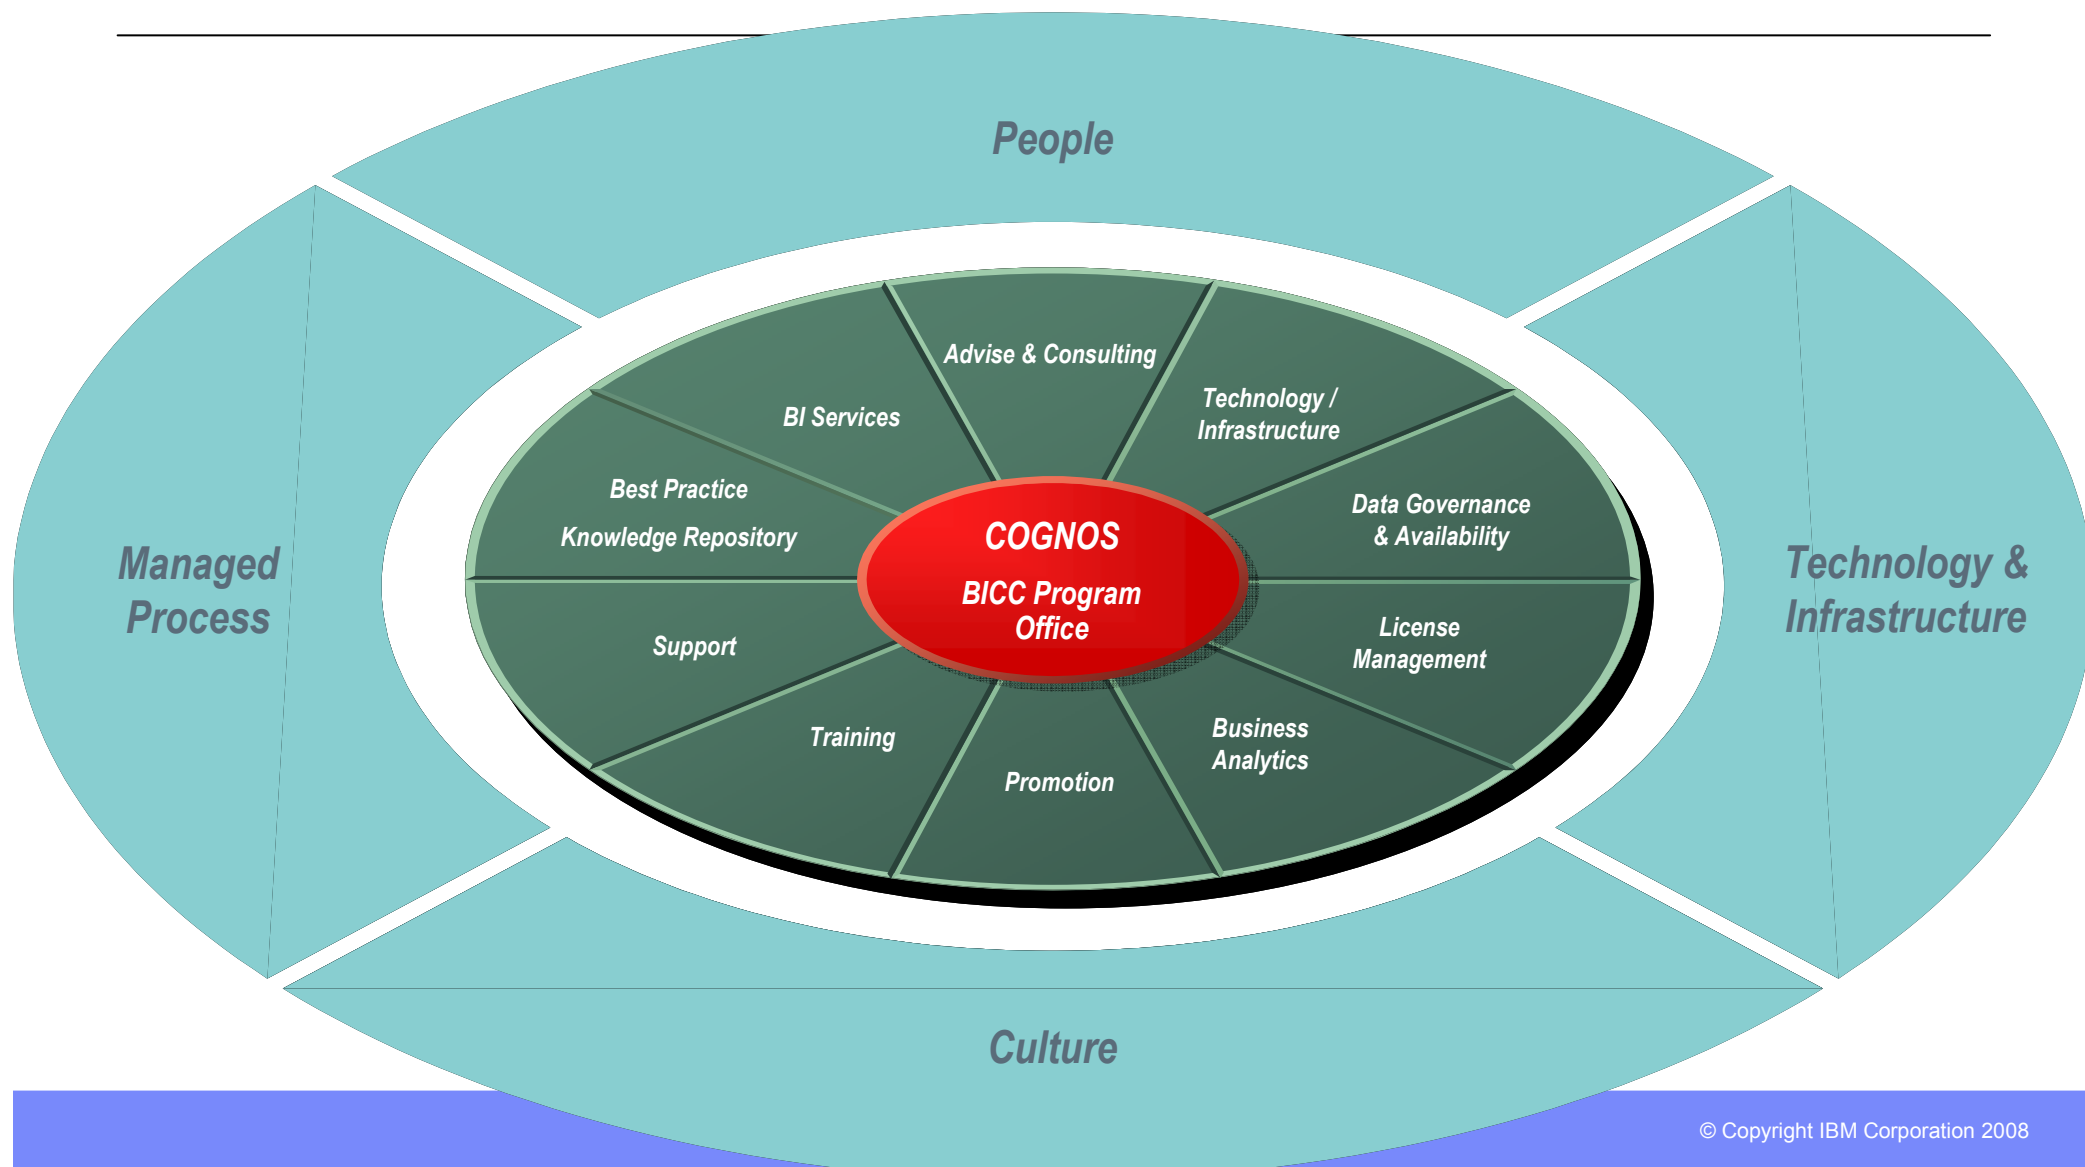 People
Advise & Consulting
Technology /
Infrastructure
BI Services
Best Practice
Knowledge Repository
Data Governance
& Availability
COGNOS
BICC Program
Office
Managed
Process
Technology &
Infrastructure
Support
License
Management
Training
Business
Analytics
Promotion
Culture
© Copyright IBM Corporation 2008